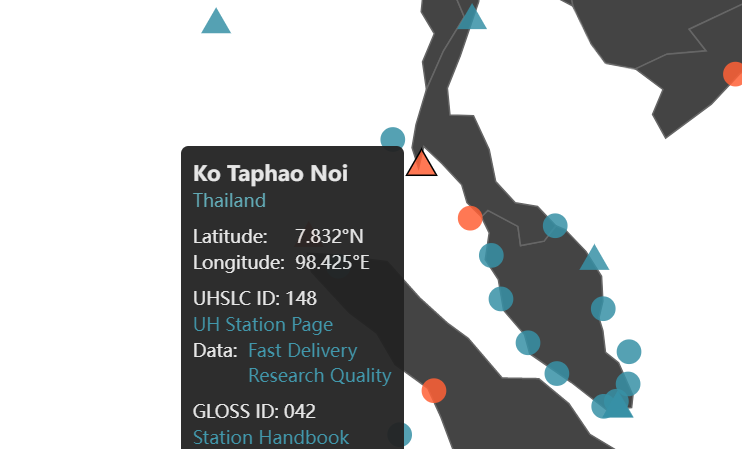 Ko Taphao Noi
Thailand
Latitude: 7.832°N
Longitude: 98.425°E
UHSLC ID: 148
UH Station Page
Data: Fast Delivery
Research Quality
GLOSS ID: 042
Station Handbook